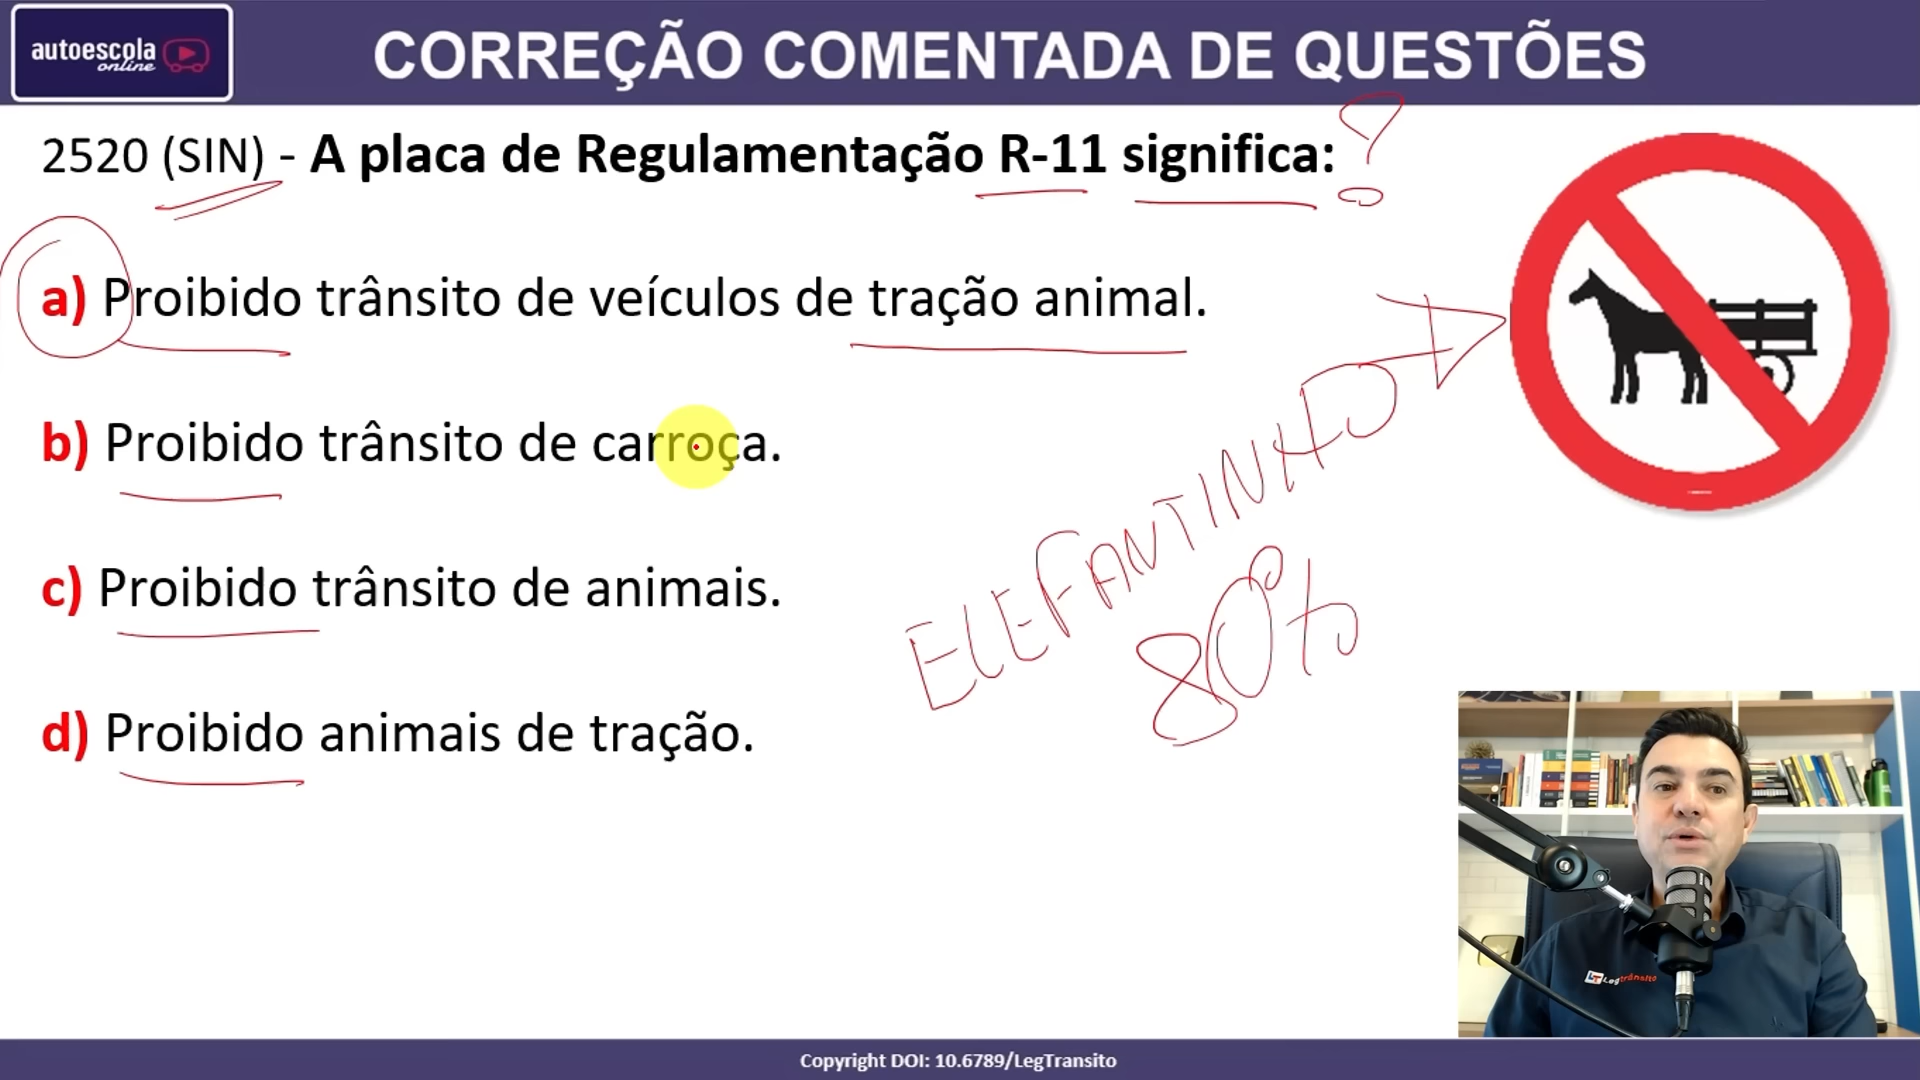 autoescola
online
CORREÇÃO COMENTADA DE QUESTÕES
2520 (SIN) - A placa de Regulamentação R-11 significa: ?
a) Proibido trânsito de veículos de tração animal.
b) Proibido trânsito de carroça.
c) Proibido trânsito de animais.
d) Proibido animais de tração.
ELEFANTINHO
80%
LT Legtrânsito
Copyright DOI: 10.6789/LegTransito